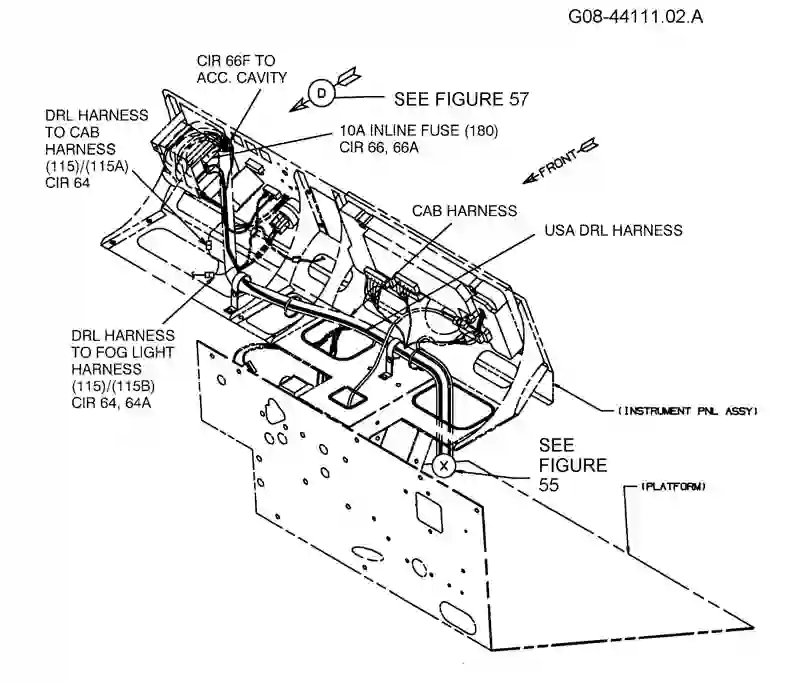 G08-44111.02.A
CIR 66F TO
ACC. CAVITY
D
SEE FIGURE 57
DRL HARNESS
TO CAB
HARNESS
(115)/(115A)
CIR 64
10A INLINE FUSE (180)
CIR 66, 66A
FRONT
CAB HARNESS
USA DRL HARNESS
DRL HARNESS
TO FOG LIGHT
HARNESS
(115)/(115B)
CIR 64, 64A
(INSTRUMENT PNL ASSY)
X
SEE
FIGURE
55
(PLATFORM)